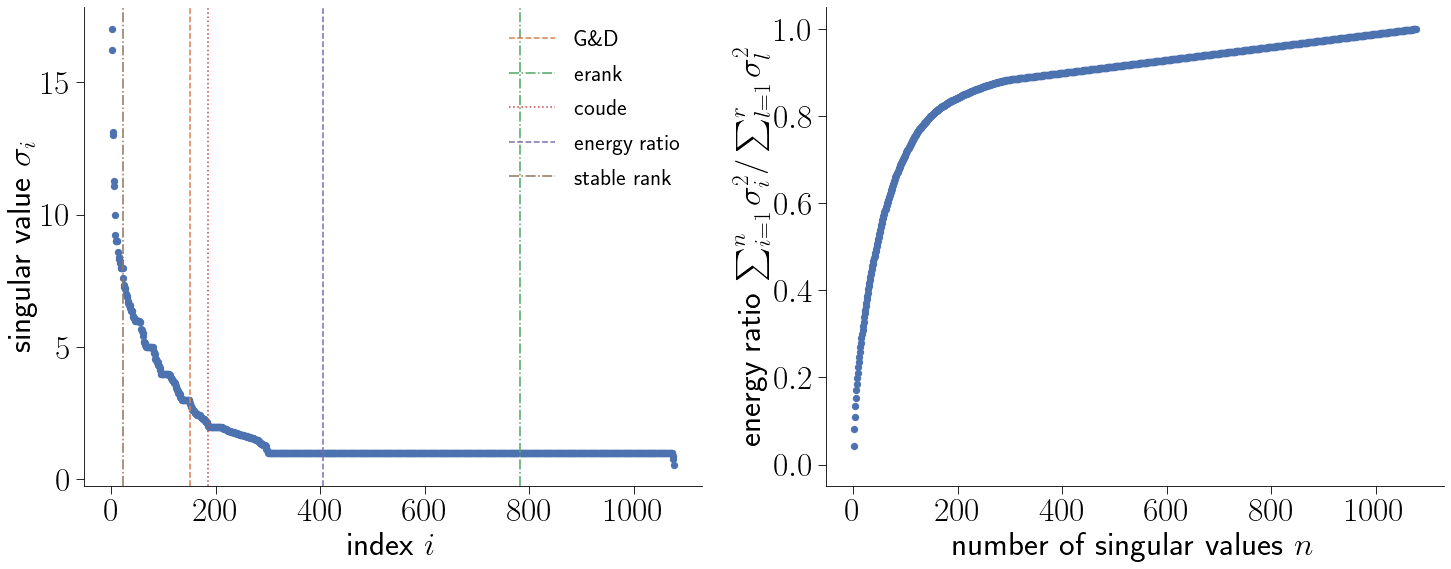 15
10
5
0
singular value σ_i
G&D
erank
coude
energy ratio
stable rank
0 200 400 600 800 1000
index i
1.0
0.8
0.6
0.4
0.2
0.0
energy ratio ∑_{i=1}^{n} σ_i^2 / ∑_{l=1}^{r} σ_l^2
0 200 400 600 800 1000
number of singular values n